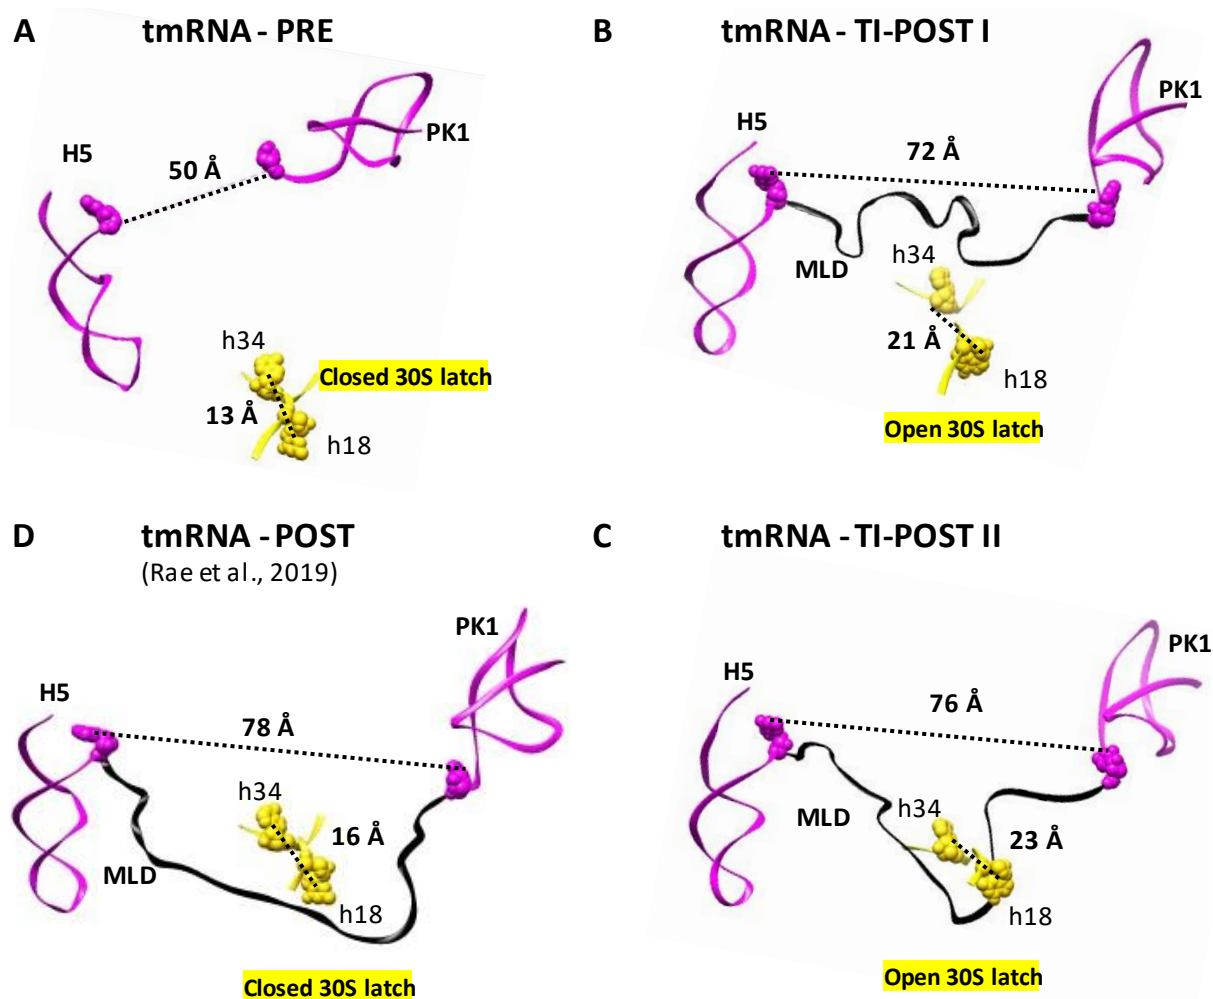 A
tmRNA - PRE
H5
50 Å
PK1
h34
Closed 30S latch
13 Å
h18
B
tmRNA - TI-POST I
PK1
H5
72 Å
MLD
h34
21 Å
h18
Open 30S latch
D
tmRNA - POST
(Rae et al., 2019)
PK1
H5
78 Å
h34
16 Å
MLD
h18
Closed 30S latch
C
tmRNA - TI-POST II
PK1
H5
76 Å
MLD
h34
23 Å
h18
Open 30S latch